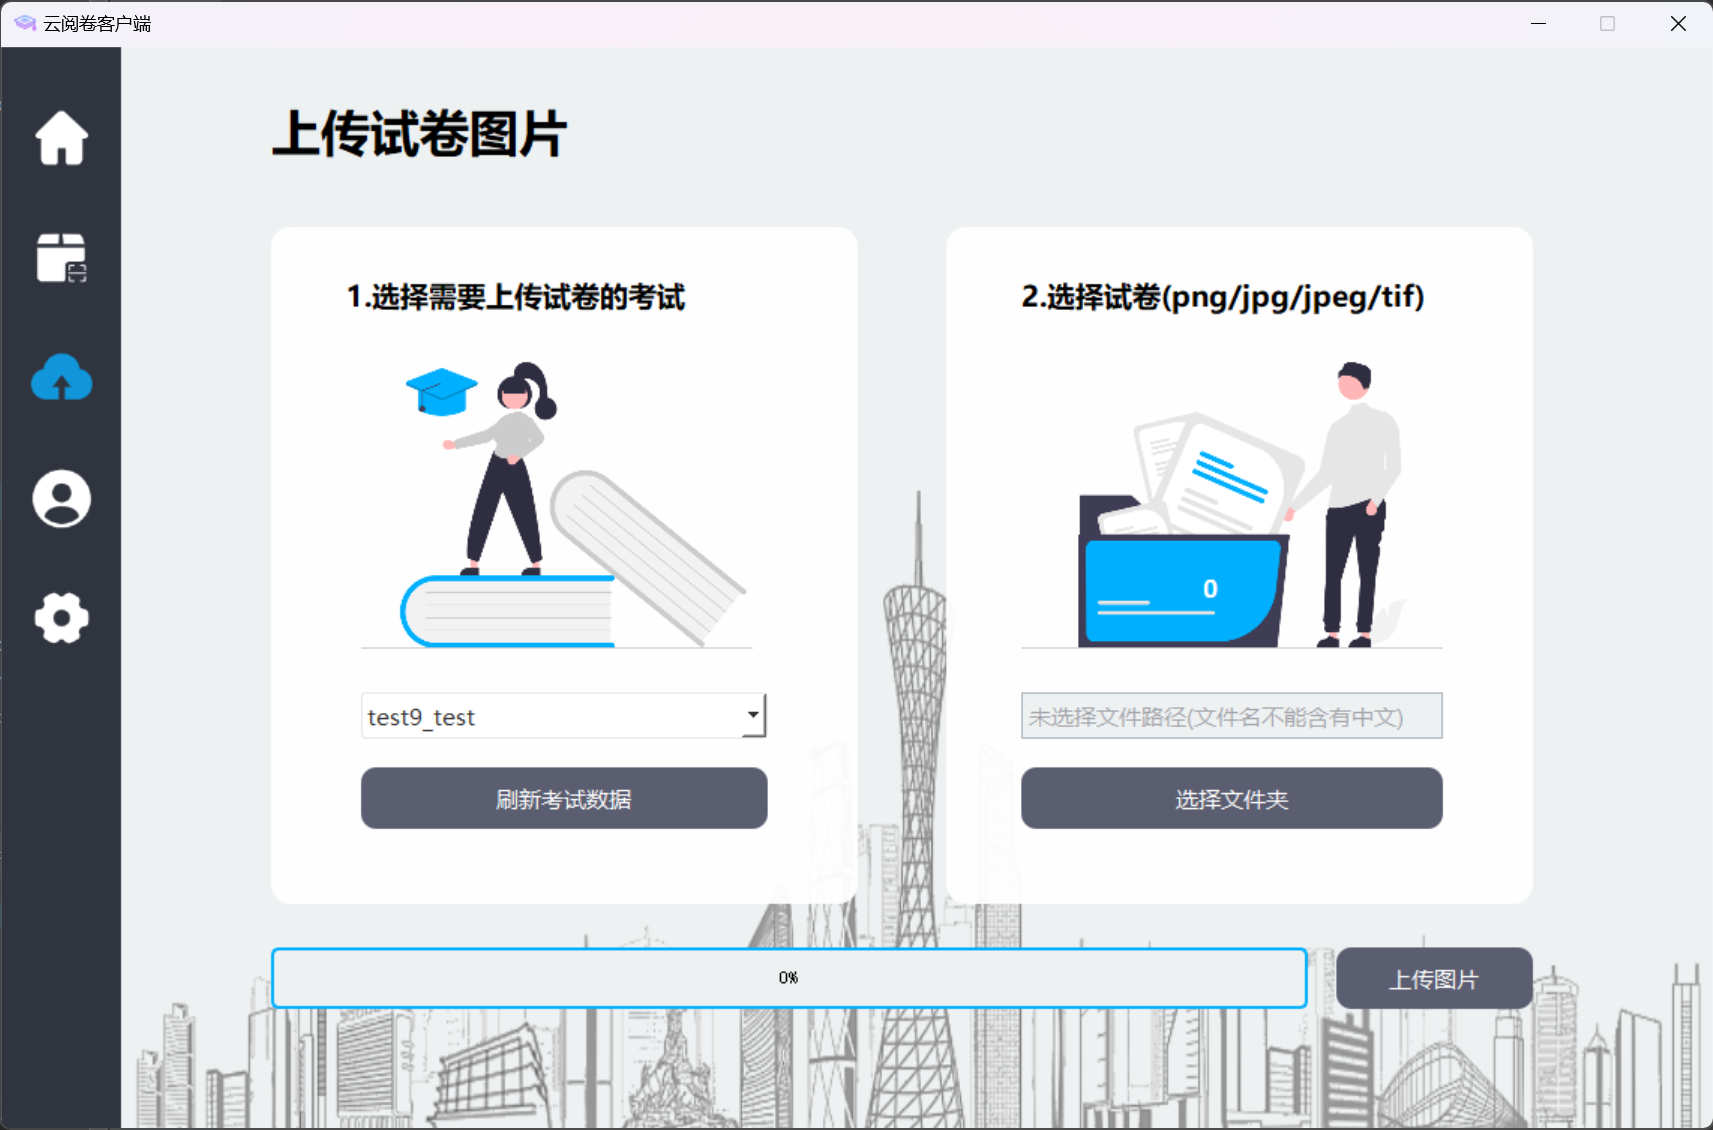 云阅卷客户端
上传试卷图片
1.选择需要上传试卷的考试
test9_test
刷新考试数据
2.选择试卷(png/jpg/jpeg/tif)
0
未选择文件路径(文件名不能含有中文)
选择文件夹
0%
上传图片